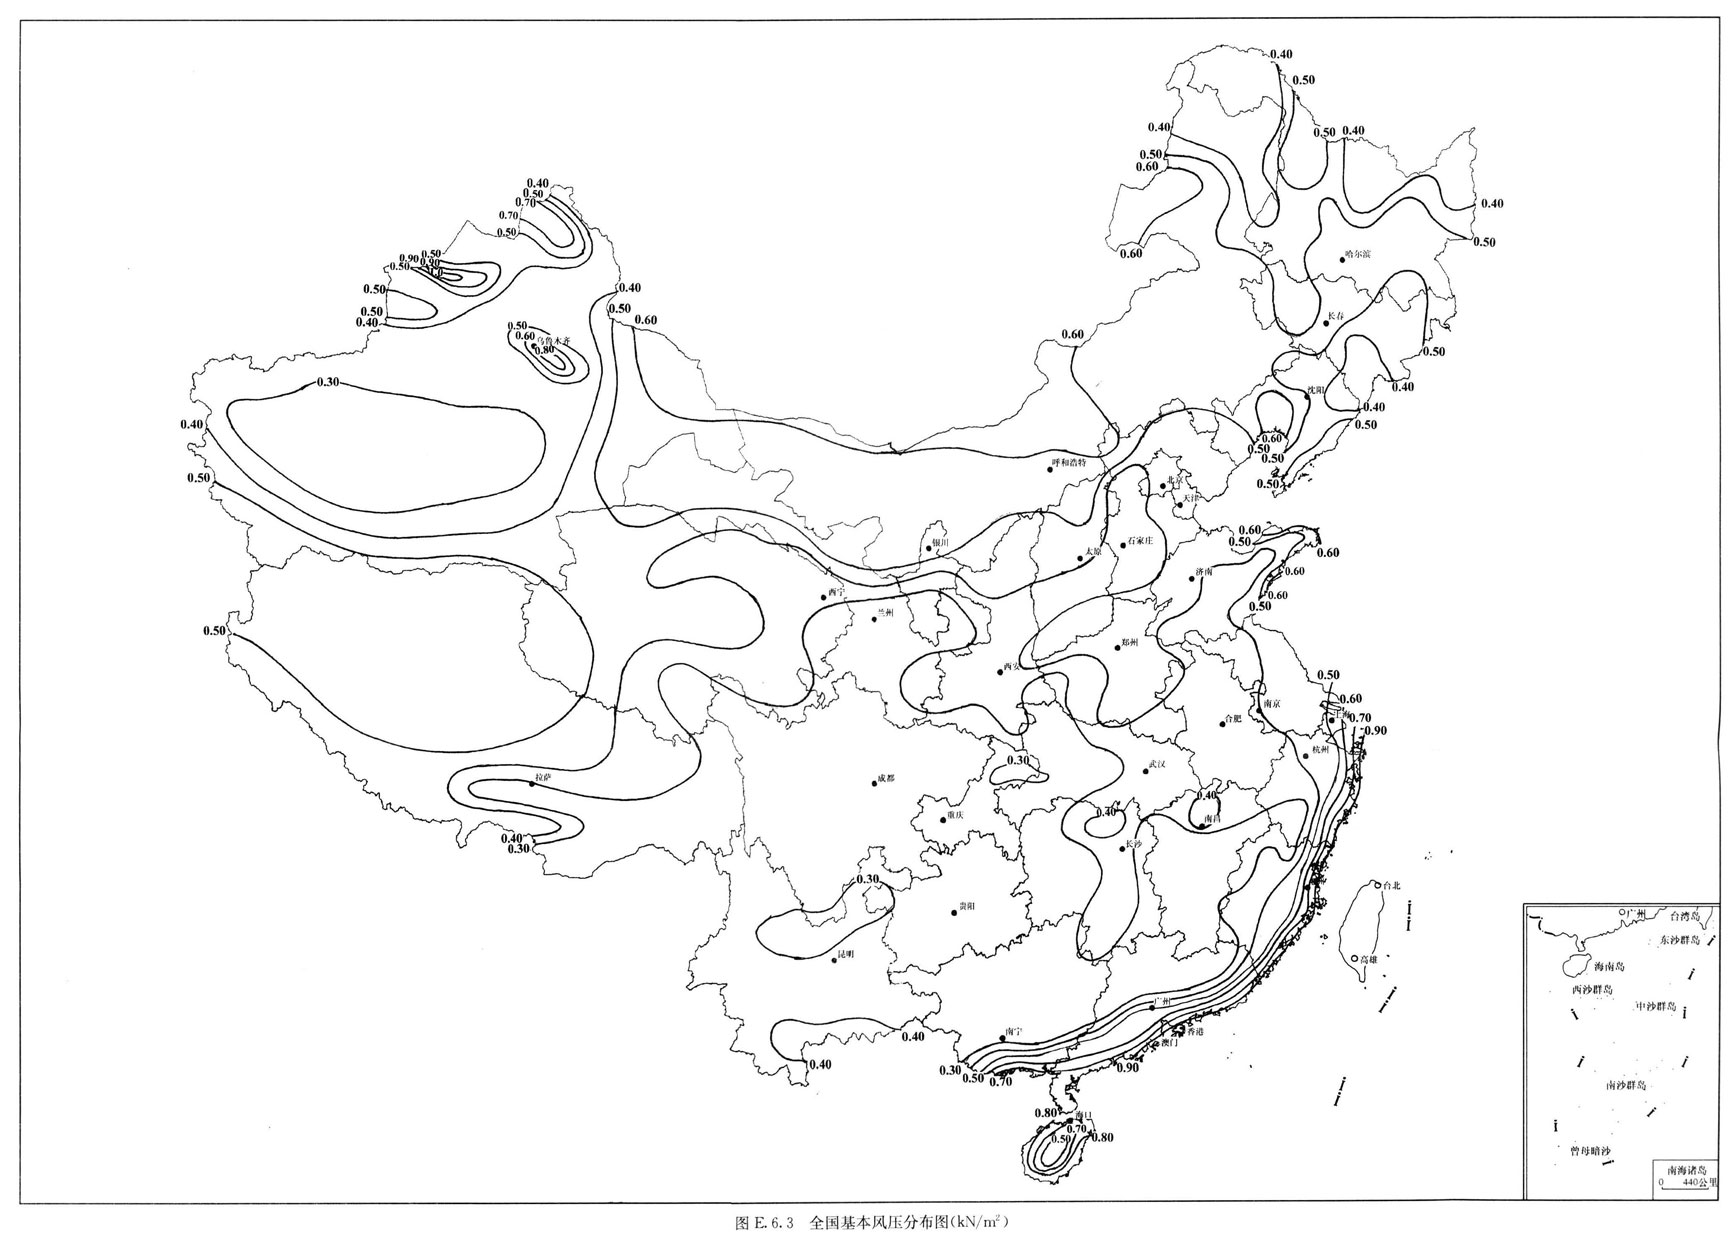 0.40
0.50
0.40
0.50
0.40
0.50
0.60
0.40
0.50
0.70
0.70
0.50
0.40
0.50
0.60
哈尔滨
0.50
0.90
0.90
0.50
0.50
0.50
0.40
0.40
0.50
0.60
0.50
0.60
乌鲁木齐
0.80
0.60
长春
0.50
0.40
沈阳
0.40
0.50
0.30
0.40
0.50
0.60
0.50
0.50
0.50
呼和浩特
北京
天津
0.60
0.50
0.60
银川
太原
石家庄
济南
0.60
0.60
0.50
西宁
兰州
郑州
西安
0.50
0.50
0.60
0.70
0.90
南京
上海
合肥
杭州
武汉
0.30
拉萨
成都
重庆
0.40
0.40
南昌
长沙
0.40
0.30
0.30
贵阳
昆明
台北
高雄
广州
南宁
香港
澳门
0.40
0.40
0.30
0.50
0.70
0.90
0.80
海口
0.70
0.50
0.80
广州
台湾岛
东沙群岛
海南岛
西沙群岛
中沙群岛
南沙群岛
曾母暗沙
南海诸岛
0 440公里
图 E.6.3 全国基本风压分布图(kN/m²)